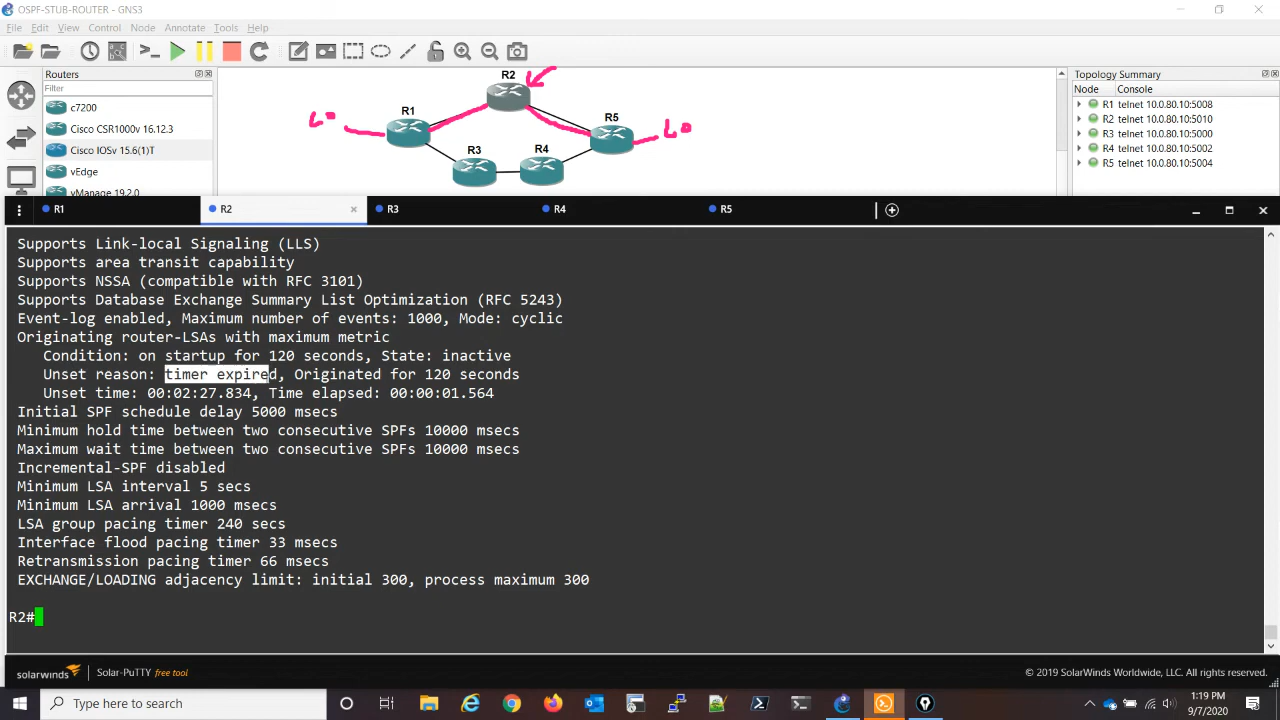 OSPF-STUB-ROUTER - GNS3
File Edit View Control Node Annotate Tools Help
Routers
Filter
c7200
Cisco CSR1000v 16.12.3
Cisco IOSv 15.6(1)T
vEdge
vManage 19.2.0
R2
R1
R5
R3
R4
Lo
Lo
Topology Summary
Node Console
R1 telnet 10.0.80.10:5008
R2 telnet 10.0.80.10:5010
R3 telnet 10.0.80.10:5000
R4 telnet 10.0.80.10:5002
R5 telnet 10.0.80.10:5004
R1 R2 R3 R4 R5
Supports Link-local Signaling (LLS)
Supports area transit capability
Supports NSSA (compatible with RFC 3101)
Supports Database Exchange Summary List Optimization (RFC 5243)
Event-log enabled, Maximum number of events: 1000, Mode: cyclic
Originating router-LSAs with maximum metric
Condition: on startup for 120 seconds, State: inactive
Unset reason: timer expired, Originated for 120 seconds
Unset time: 00:02:27.834, Time elapsed: 00:00:01.564
Initial SPF schedule delay 5000 msecs
Minimum hold time between two consecutive SPFs 10000 msecs
Maximum wait time between two consecutive SPFs 10000 msecs
Incremental-SPF disabled
Minimum LSA interval 5 secs
Minimum LSA arrival 1000 msecs
LSA group pacing timer 240 secs
Interface flood pacing timer 33 msecs
Retransmission pacing timer 66 msecs
EXCHANGE/LOADING adjacency limit: initial 300, process maximum 300
R2#
solarwinds Solar-PuTTY free tool © 2019 SolarWinds Worldwide, LLC. All rights reserved.
Type here to search
1:19 PM
9/7/2020